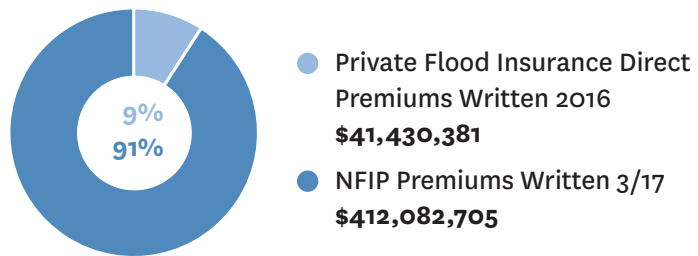 9%
91%
Private Flood Insurance Direct
Premiums Written 2016
$41,430,381
NFIP Premiums Written 3/17
$412,082,705